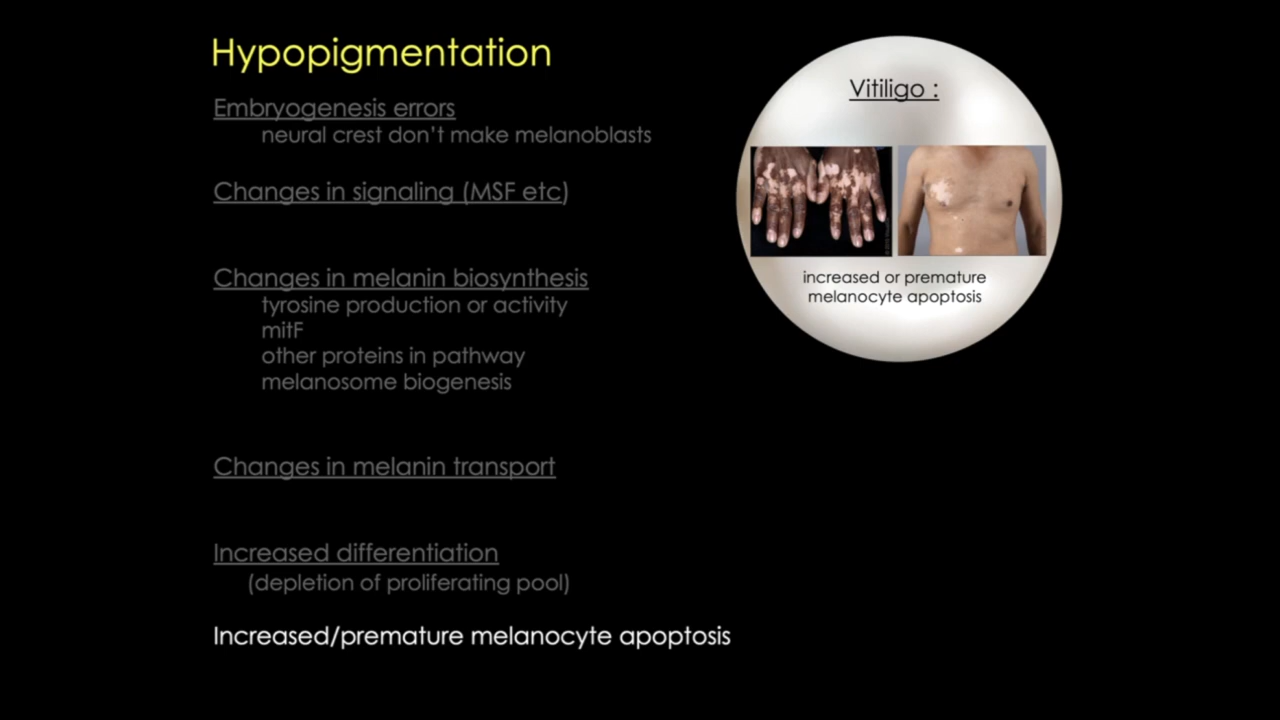 Hypopigmentation
Embryogenesis errors
neural crest don't make melanoblasts
Changes in signaling (MSF etc)
Changes in melanin biosynthesis
tyrosine production or activity
mitF
other proteins in pathway
melanosome biogenesis
Changes in melanin transport
Increased differentiation
(depletion of proliferating pool)
Increased/premature melanocyte apoptosis
Vitiligo :
increased or premature
melanocyte apoptosis